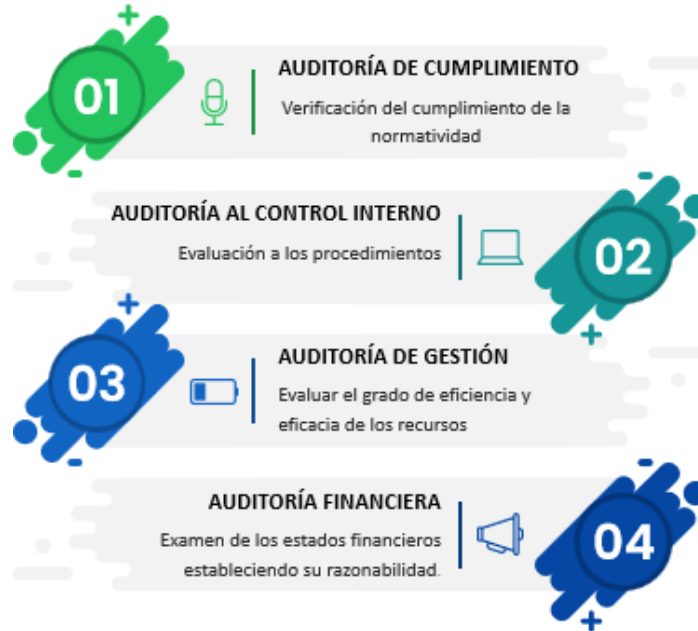 01
AUDITORÍA DE CUMPLIMIENTO
Verificación del cumplimiento de la
normatividad
AUDITORÍA AL CONTROL INTERNO
Evaluación a los procedimientos
02
03
AUDITORÍA DE GESTIÓN
Evaluar el grado de eficiencia y
eficacia de los recursos
AUDITORÍA FINANCIERA
Examen de los estados financieros
estableciendo su razonabilidad.
04